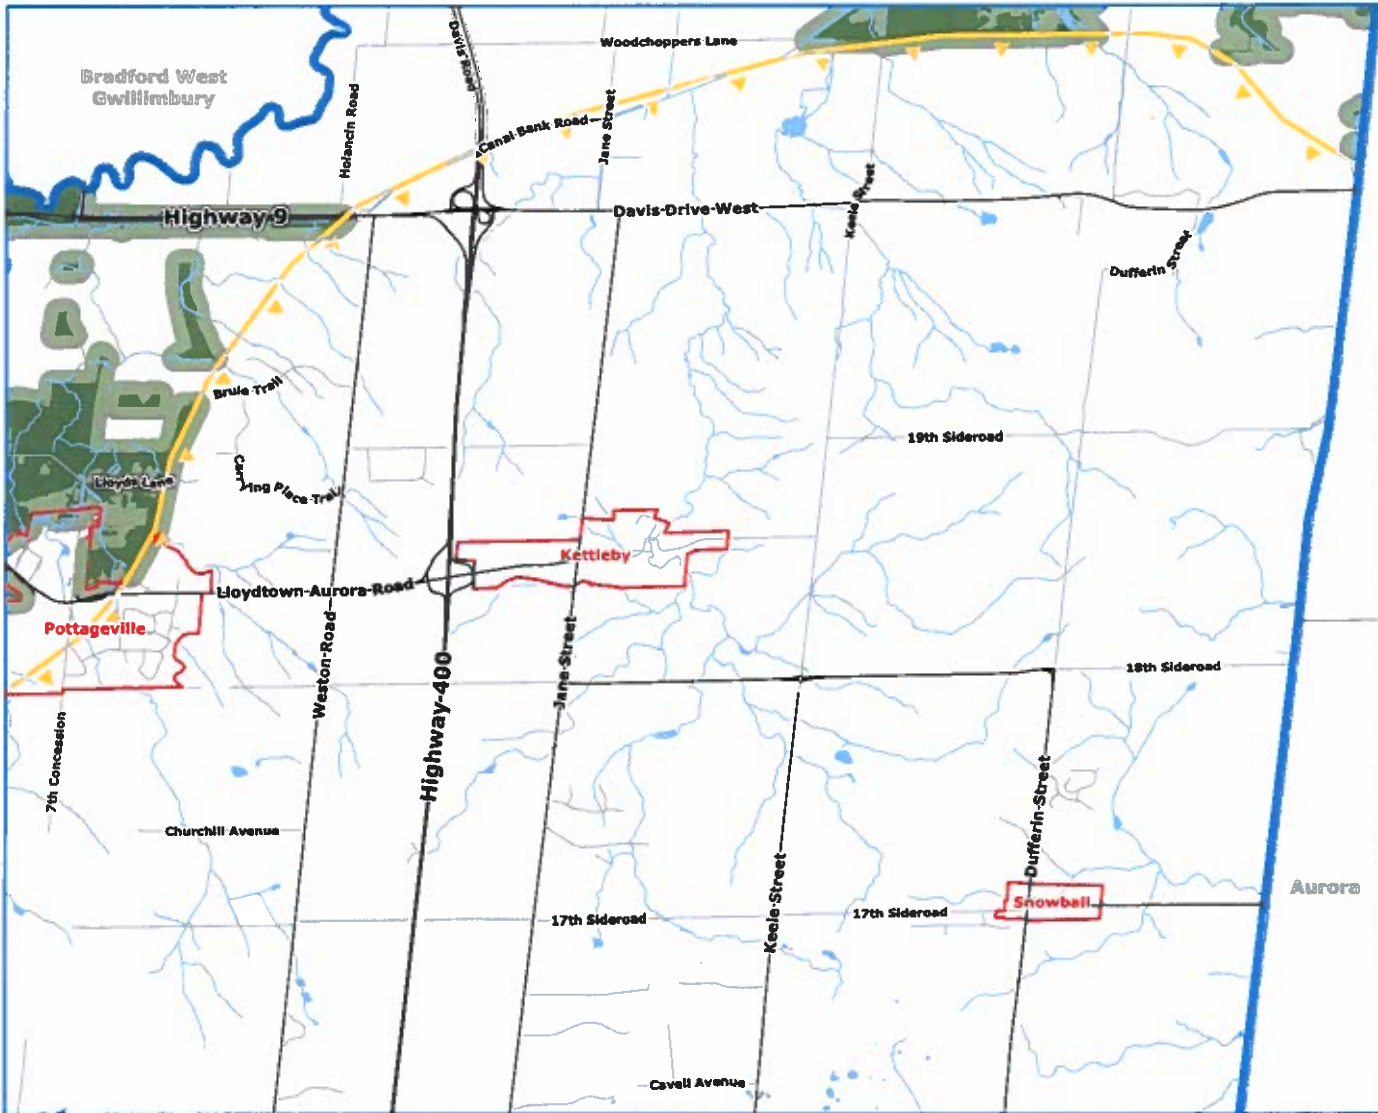 Woodchoppers Lane
Davis Road
Bradford West
Gwillimbury
Holancin Road
Jane Street
Canal Bank Road
Keele Street
Highway 9
Davis Drive West
Dufferin Street
Brule Trail
19th Sideroad
Lloyds Lane
Carrying Place Trail
Kettleby
Lloydtown-Aurora-Road
Pottageville
Weston-Road
Jane-Street
Highway-400
18th Sideroad
7th Concession
Dufferin-Street
Churchill Avenue
Keele-Street
Aurora
Snowball
17th Sideroad
17th Sideroad
Cavell Avenue